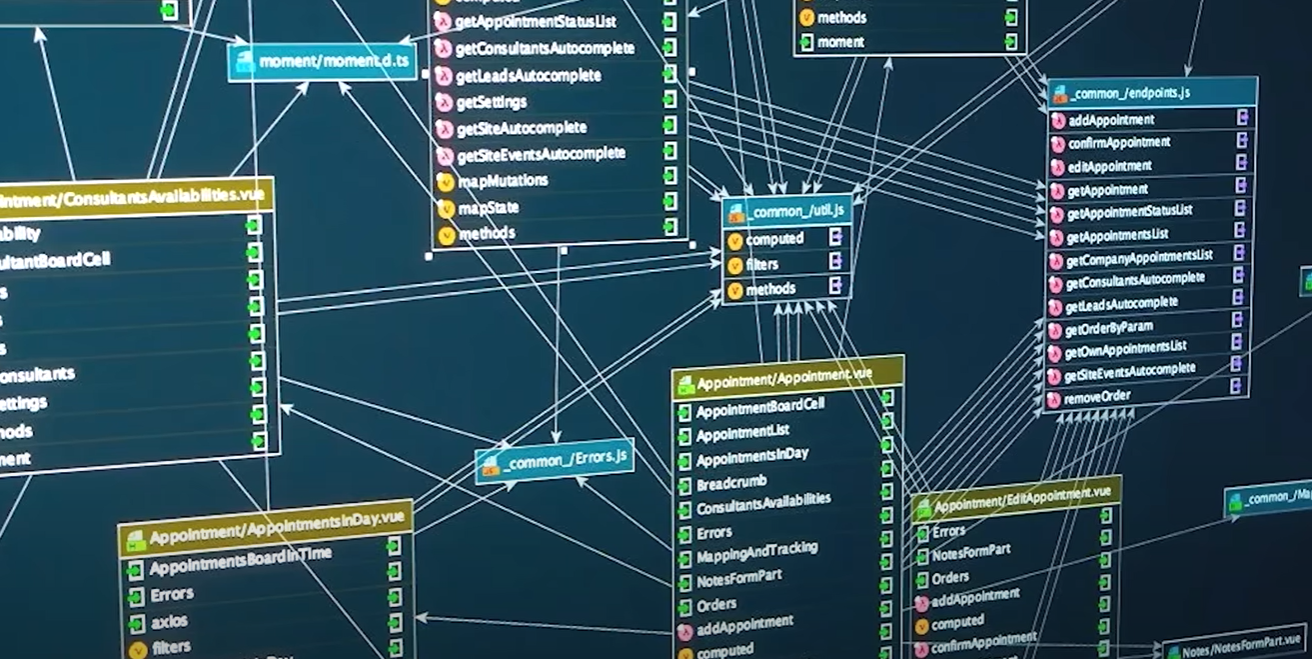 moment/moment.d.ts
getAppointmentStatusList
getConsultantsAutocomplete
getLeadsAutocomplete
getSettings
getSiteAutocomplete
getSiteEventsAutocomplete
mapMutations
mapState
methods
methods
moment
_common_/endpoints.js
addAppointment
confirmAppointment
editAppointment
getAppointment
getAppointmentStatusList
getAppointmentsList
getCompanyAppointmentsList
getConsultantsAutocomplete
getLeadsAutocomplete
getOrderByParam
getOwnAppointmentsList
getSiteEventsAutocomplete
removeOrder
_common_/util.js
computed
filters
methods
intment/ConsultantsAvailabilities.vue
ability
ultantBoardCell
s
s
s
onsultants
ettings
hods
ment
_common_/Errors.js
Appointment/AppointmentsInDay.vue
AppointmentsBoardInTime
Errors
axios
filters
Appointment/Appointment.vue
AppointmentBoardCell
AppointmentList
AppointmentsInDay
Breadcrumb
ConsultantsAvailabilities
Errors
MappingAndTracking
NotesFormPart
Orders
addAppointment
computed
Appointment/EditAppointment.vue
Errors
NotesFormPart
Orders
addAppointment
computed
confirmAppointment
_common_/Ma
Notes/NotesFormPart.vue